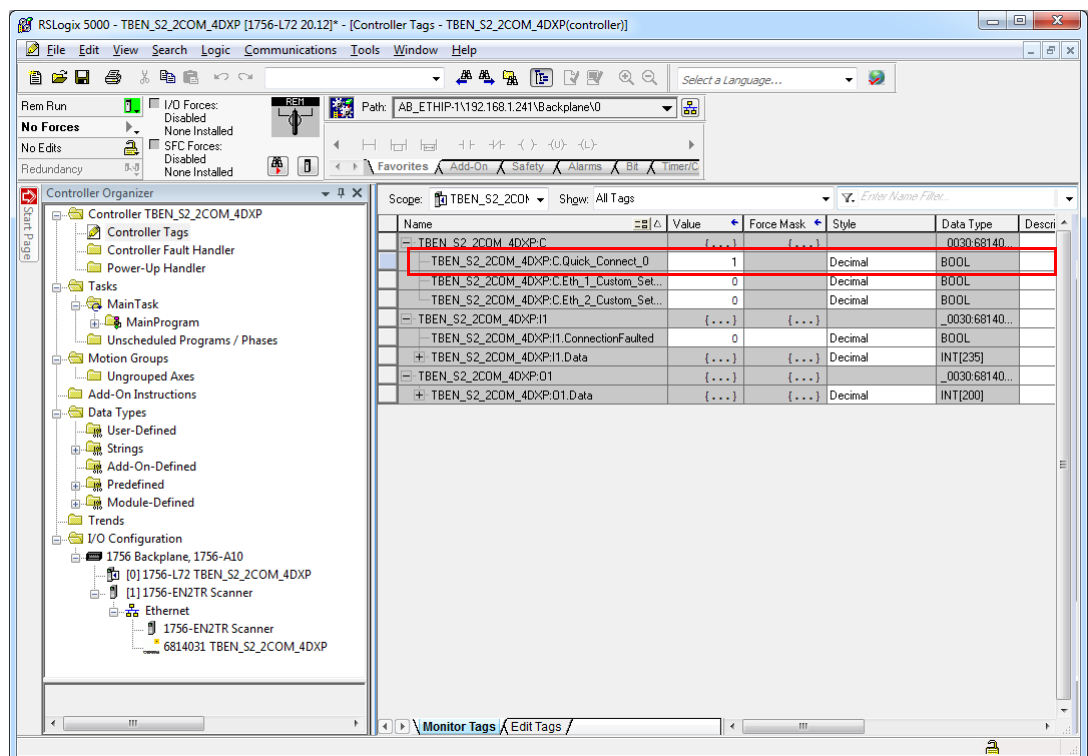 RSLogix 5000 - TBEN_S2_2COM_4DXP [1756-L72 20.12]* - [Controller Tags - TBEN_S2_2COM_4DXP(controller)]
File Edit View Search Logic Communications Tools Window Help
Select a Language...
Rem Run
No Forces
No Edits
Redundancy
I/O Forces:
Disabled
None Installed
SFC Forces:
Disabled
None Installed
REM
Path: AB_ETHIP-1\192.168.1.241\Backplane\0
Favorites Add-On Safety Alarms Bit Timer/C
Start Page
Controller Organizer
Controller TBEN_S2_2COM_4DXP
Controller Tags
Controller Fault Handler
Power-Up Handler
Tasks
MainTask
MainProgram
Unscheduled Programs / Phases
Motion Groups
Ungrouped Axes
Add-On Instructions
Data Types
User-Defined
Strings
Add-On-Defined
Predefined
Module-Defined
Trends
I/O Configuration
1756 Backplane, 1756-A10
[0] 1756-L72 TBEN_S2_2COM_4DXP
[1] 1756-EN2TR Scanner
Ethernet
1756-EN2TR Scanner
6814031 TBEN_S2_2COM_4DXP
Scope: TBEN_S2_2COM Show: All Tags Enter Name Filter...
Name Value Force Mask Style Data Type Descri
TBEN_S2_2COM_4DXP:C {...} {...} _0030:68140...
TBEN_S2_2COM_4DXP:C.Quick_Connect_0 1 Decimal BOOL
TBEN_S2_2COM_4DXP:C.Eth_1_Custom_Set... 0 Decimal BOOL
TBEN_S2_2COM_4DXP:C.Eth_2_Custom_Set... 0 Decimal BOOL
TBEN_S2_2COM_4DXP:I1 {...} {...} _0030:68140...
TBEN_S2_2COM_4DXP:I1.ConnectionFaulted 0 Decimal BOOL
TBEN_S2_2COM_4DXP:I1.Data {...} {...} Decimal INT[235]
TBEN_S2_2COM_4DXP:O1 {...} {...} _0030:68140...
TBEN_S2_2COM_4DXP:O1.Data {...} {...} Decimal INT[200]
Monitor Tags Edit Tags